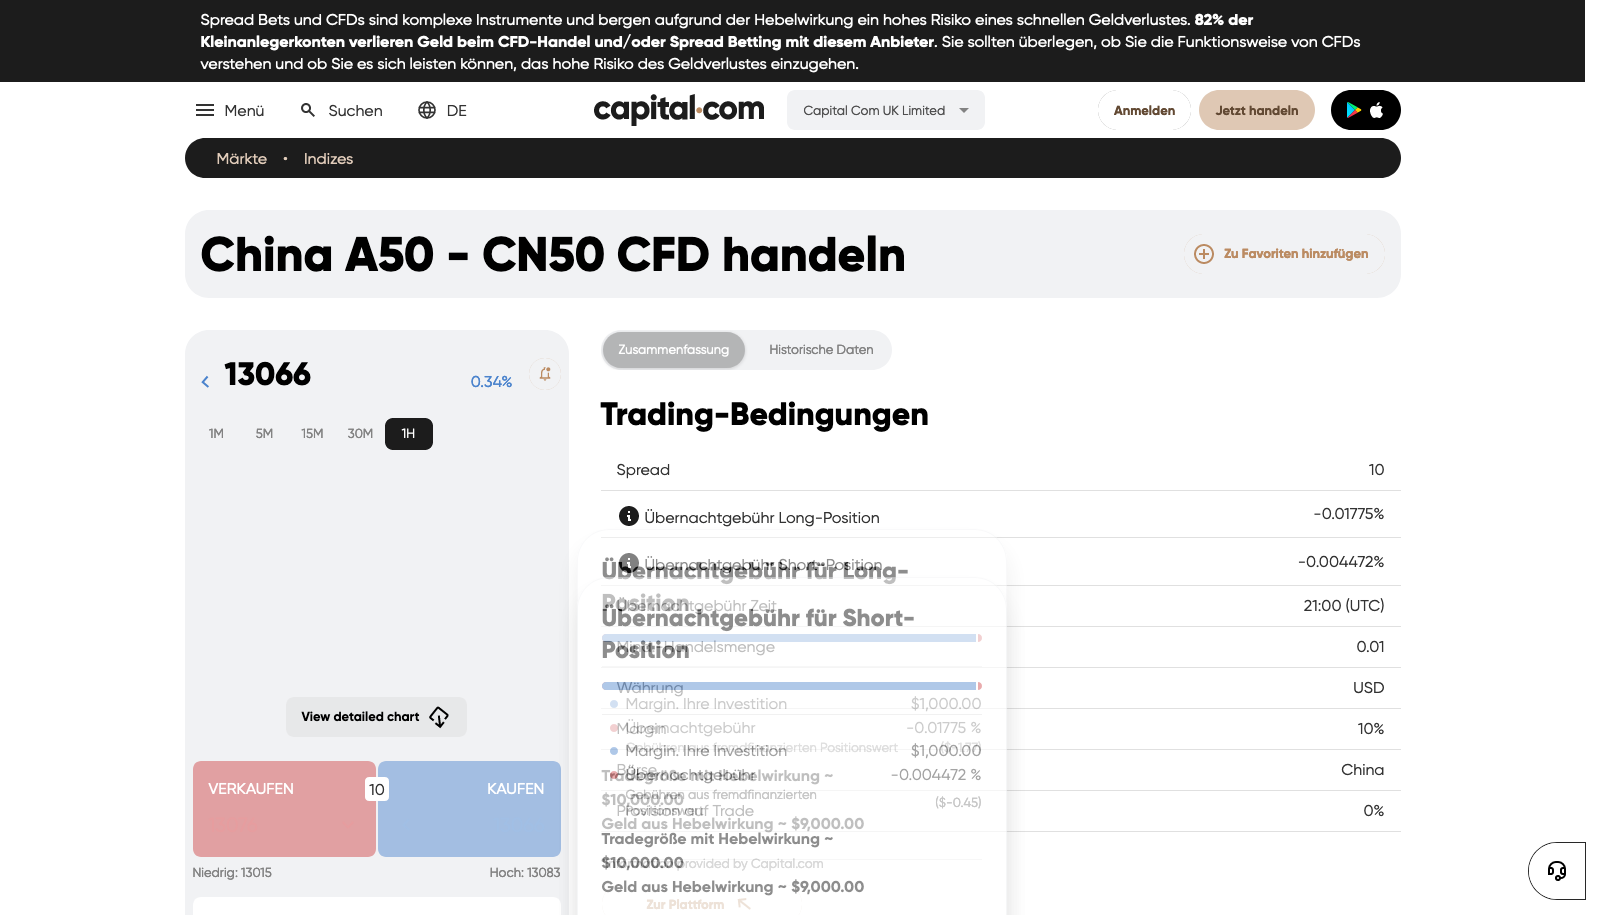 Spread Bets und CFDs sind komplexe Instrumente und bergen aufgrund der Hebelwirkung ein hohes Risiko eines schnellen Geldverlustes. 82% der
Kleinanlegerkonten verlieren Geld beim CFD-Handel und/oder Spread Betting mit diesem Anbieter. Sie sollten überlegen, ob Sie die Funktionsweise von CFDs
verstehen und ob Sie es sich leisten können, das hohe Risiko des Geldverlustes einzugehen.
Menü Suchen DE capital.com Capital Com UK Limited Anmelden Jetzt handeln
Märkte • Indizes
China A50 - CN50 CFD handeln
Zu Favoriten hinzufügen
13066 0.34%
1M 5M 15M 30M 1H
View detailed chart
VERKAUFEN 10 KAUFEN
Niedrig: 13015 Hoch: 13083
Zusammenfassung Historische Daten
Trading-Bedingungen
Spread 10
Übernachtgebühr Long-Position -0.01775%
Übernachtgebühr Short-Position -0.004472%
Übernachtgebühr Zeit 21:00 (UTC)
Handelsmenge 0.01
Währung USD
Margin 10%
Börse China
Provision auf Trade 0%
Übernachtgebühr für Long-
Position
Margin. Ihre Investition $1,000.00
Übernachtgebühr -0.01775 %
Gebühren aus fremdfinanzierten Positionswert
Tradegröße mit Hebelwirkung ~
$10,000.00
Geld aus Hebelwirkung ~ $9,000.00
provided by Capital.com
Übernachtgebühr für Short-
Position
Margin. Ihre Investition $1,000.00
Übernachtgebühr -0.004472 %
Gebühren aus fremdfinanzierten
Positionswert ($-0.45)
Tradegröße mit Hebelwirkung ~
$10,000.00
Geld aus Hebelwirkung ~ $9,000.00
Zur Plattform